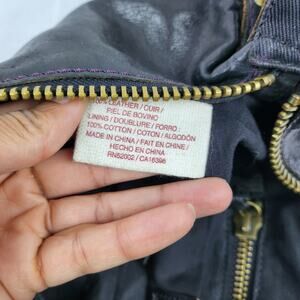 100% LEATHER / CUIR /
PIEL DE BOVINO
LINING / DOUBLURE / FORRO :
100% COTTON / COTON / ALGODÓN
MADE IN CHINA / FAIT EN CHINE /
HECHO EN CHINA
RN52002 / CA16396